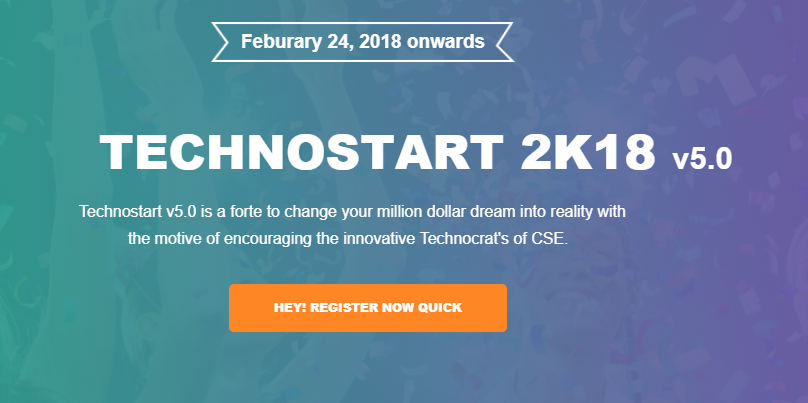 Feburary 24, 2018 onwards
TECHNOSTART 2K18 v5.0
Technostart v5.0 is a forte to change your million dollar dream into reality with
the motive of encouraging the innovative Technocrat's of CSE.
HEY! REGISTER NOW QUICK